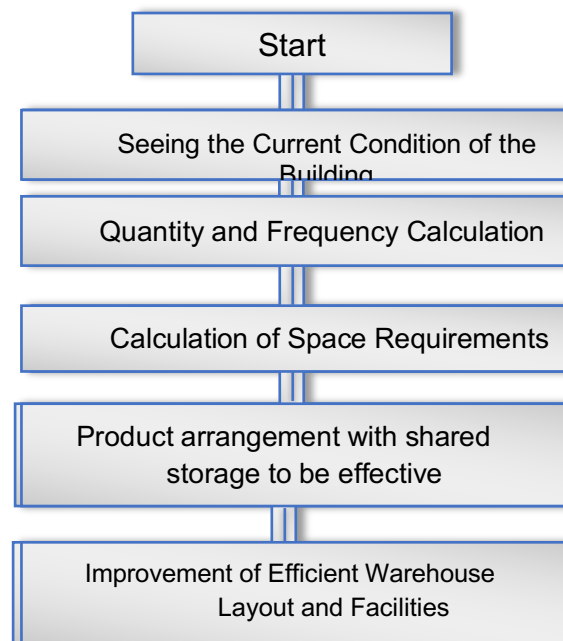 Start
Seeing the Current Condition of the
Building
Quantity and Frequency Calculation
Calculation of Space Requirements
Product arrangement with shared
storage to be effective
Improvement of Efficient Warehouse
Layout and Facilities